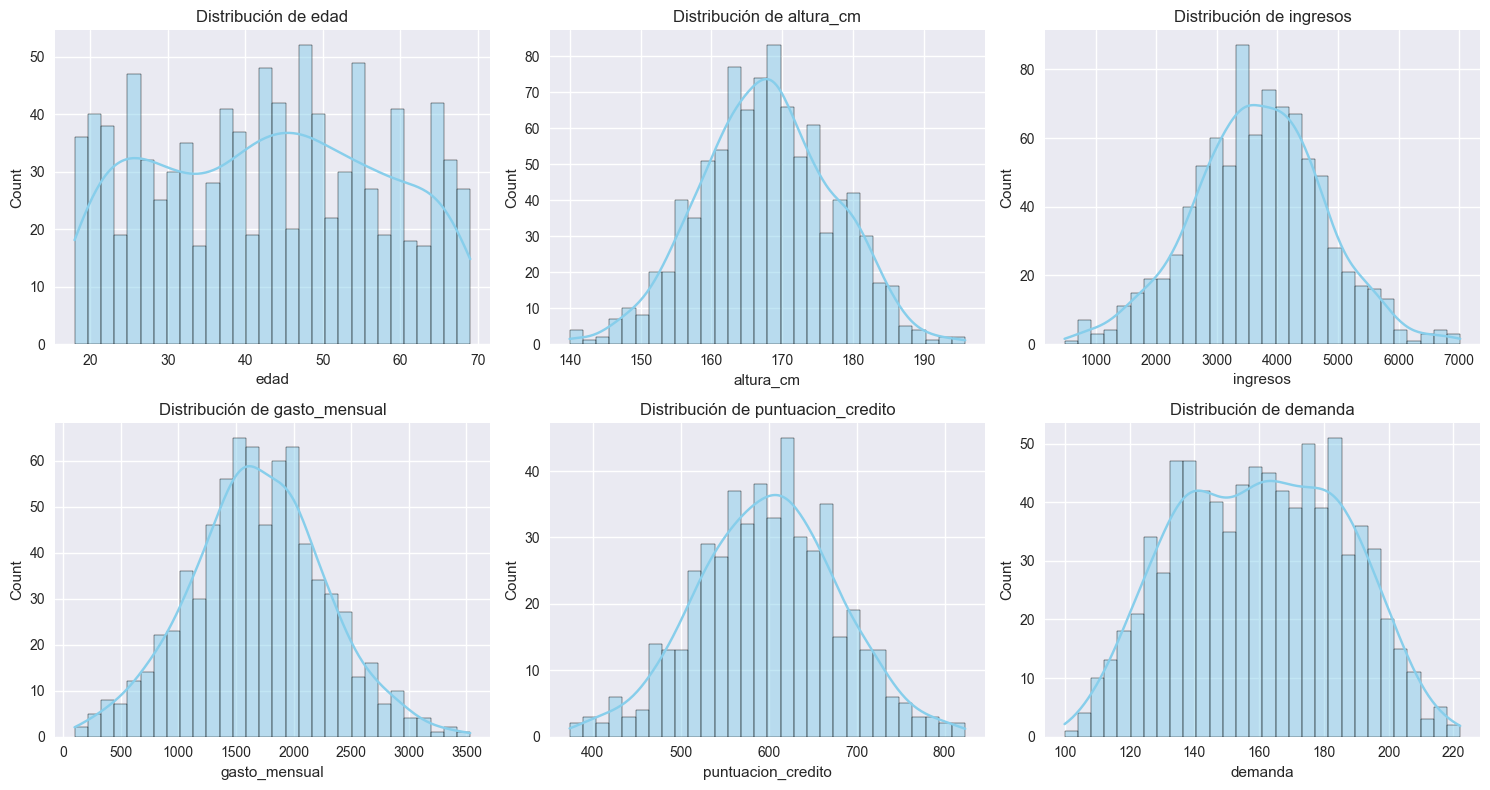 Distribución de edad
Count
50
40
30
20
10
0
20 30 40 50 60 70
edad
Distribución de altura_cm
Count
80
70
60
50
40
30
20
10
0
140 150 160 170 180 190
altura_cm
Distribución de ingresos
Count
80
60
40
20
0
1000 2000 3000 4000 5000 6000 7000
ingresos
Distribución de gasto_mensual
Count
60
50
40
30
20
10
0
0 500 1000 1500 2000 2500 3000 3500
gasto_mensual
Distribución de puntuacion_credito
Count
40
30
20
10
0
400 500 600 700 800
puntuacion_credito
Distribución de demanda
Count
50
40
30
20
10
0
100 120 140 160 180 200 220
demanda